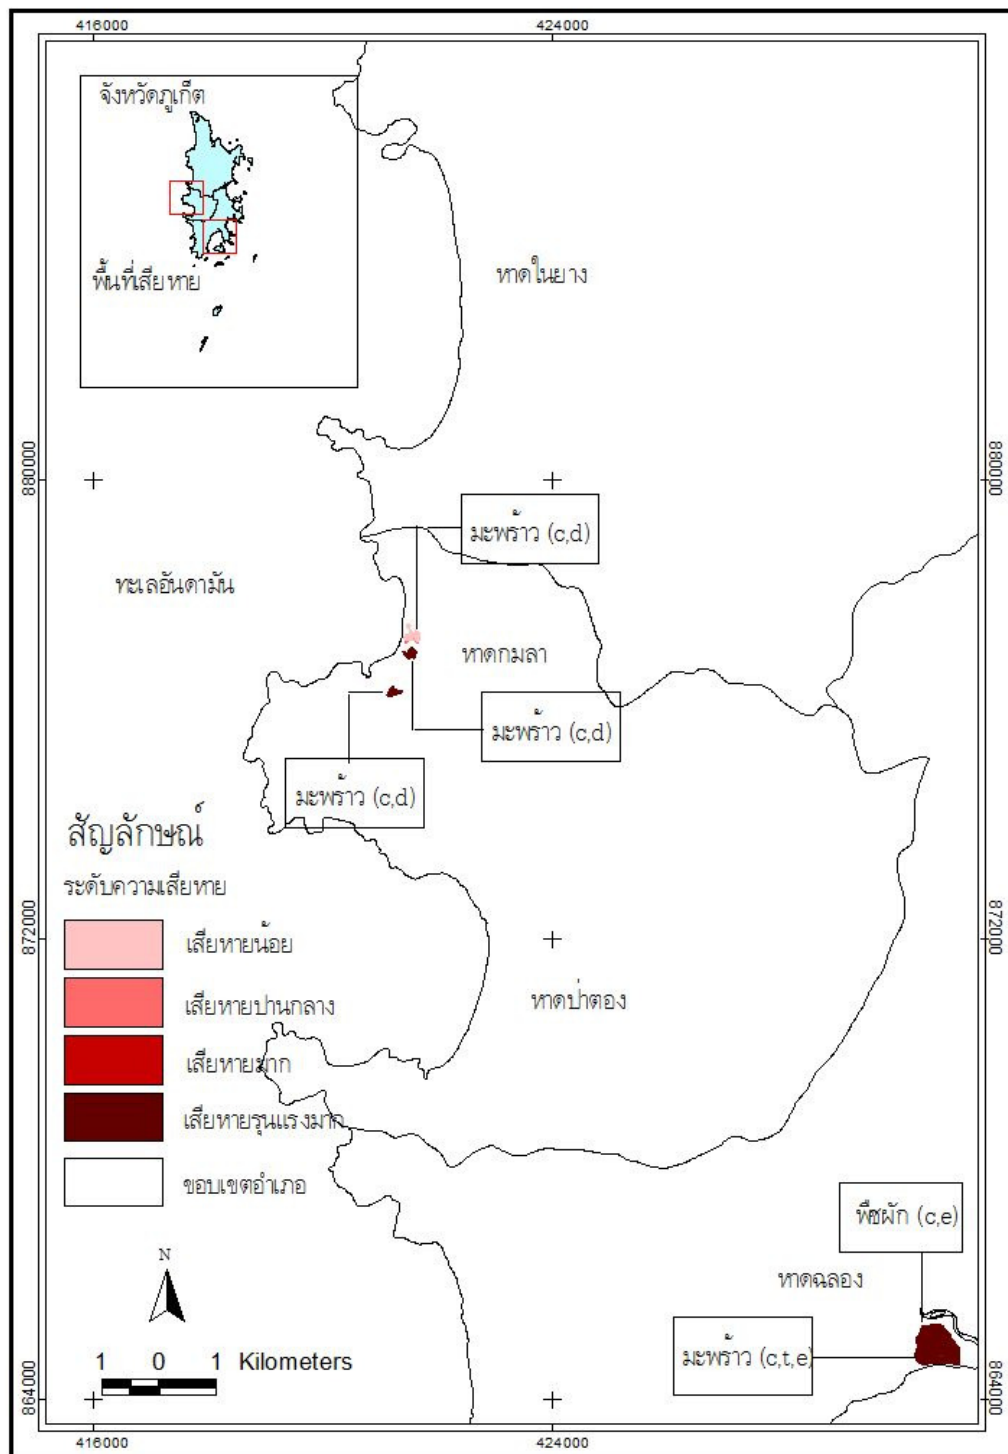 416000
424000
จังหวัดภูเก็ต
พื้นที่เสียหาย
หาดในยาง
880000
880000
มะพร้าว (c,d)
ทะเลอันดามัน
หาดกมลา
มะพร้าว (c,d)
มะพร้าว (c,d)
สัญลักษณ์
ระดับความเสียหาย
เสียหายน้อย
เสียหายปานกลาง
เสียหายมาก
เสียหายรุนแรงมาก
ขอบเขตอำเภอ
872000
872000
หาดป่าตอง
พืชผัก (c,e)
หาดฉลอง
มะพร้าว (c,t,e)
N
1 0 1 Kilometers
864000
864000
416000
424000